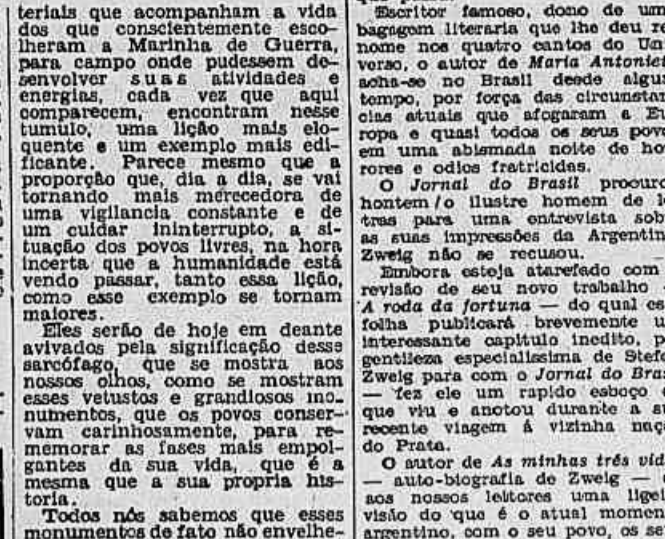 teriais que acompanham a vida
dos que conscientemente esco-
lheram a Marinha de Guerra,
para campo onde pudessem de-
senvolver suas atividades e
energias, cada vez que aqui
comparecem, encontram nesse
tumulo, uma lição mais elo-
quente e um exemplo mais edi-
ficante. Parece mesmo que a
proporção que, dia a dia, se vai
tornando mais merecedora de
uma vigilancia constante e de
um cuidar ininterrupto, a si-
tuação dos povos livres, na hora
incerta que a humanidade está
vendo passar, tanto essa lição,
como esse exemplo se tornam
maiores.
Eles serão de hoje em deante
avivados pela significação desse
sarcófago, que se mostra aos
nossos olhos, como se mostram
esses vetustos e grandiosos mo-
numentos, que os povos conser-
vam carinhosamente, para re-
memorar as fases mais empol-
gantes da sua vida, que é a
mesma que a sua propria his-
toria.
Todos nós sabemos que esses
monumentos de fato não envelhe-
Escritor famoso, dono de um
bagagem literaria que lhe deu re
nome nos quatro cantos do Un
verso, o autor de Maria Antoniet
acha-se no Brasil desde algu
tempo, por força das circunstan
cias atuais que afogaram a E
ropa e quasi todos os seus pov
em uma abismada noite de ho
rores e odios fratricidas.
O Jornal do Brasil procuro
hontem o ilustre homem de l
tras para uma entrevista sob
as suas impressões da Argentin
Zweig não se recusou.
Embora esteja atarefado com
revisão de seu novo trabalho
A roda da fortuna — do qual es
folha publicará brevemente u
interessante capitulo inedito, p
gentileza especialissima de Stef
Zweig para com o Jornal do Bra
— fez ele um rapido esboço
que viu e anotou durante a s
recente viagem á vizinha naç
do Prata.
O autor de As minhas três vid
— auto-biografia de Zweig —
aos nossos leitores uma ligei
visão do que é o atual momen
argentino, com o seu povo, os se